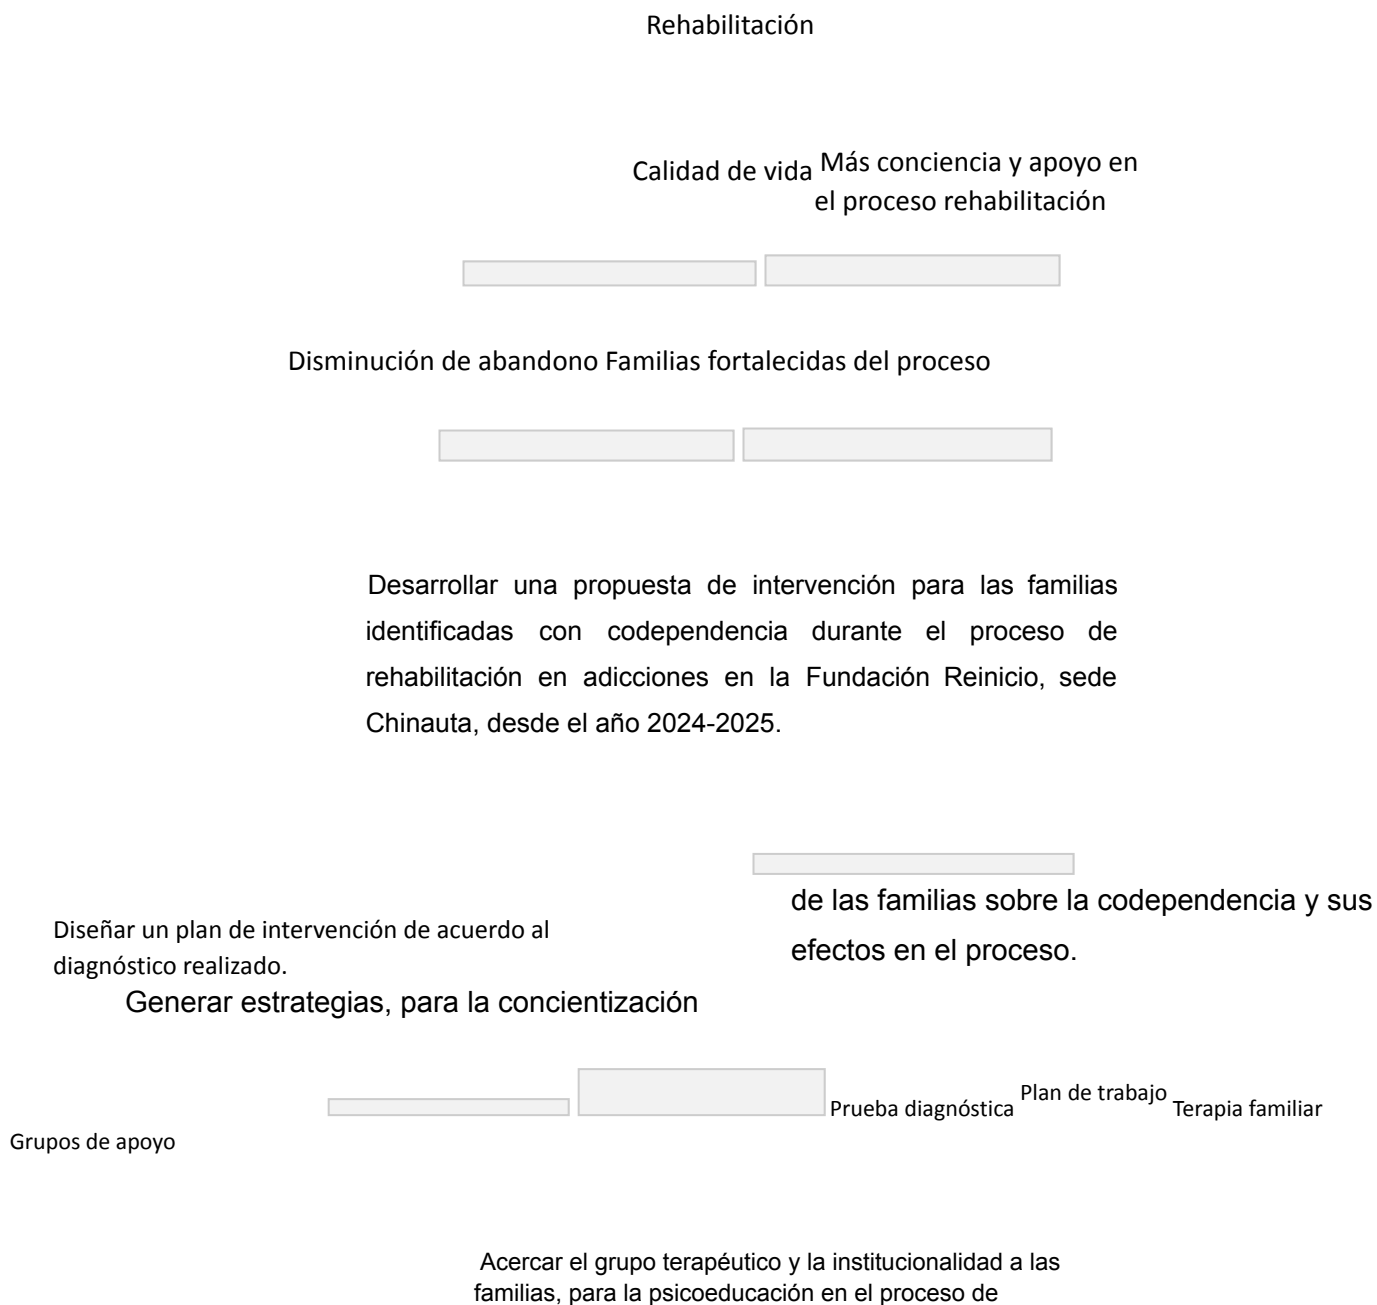 Rehabilitación
Calidad de vida Más conciencia y apoyo en
el proceso rehabilitación
Disminución de abandono Familias fortalecidas del proceso
Desarrollar una propuesta de intervención para las familias
identificadas con codependencia durante el proceso de
rehabilitación en adicciones en la Fundación Reinicio, sede
Chinauta, desde el año 2024-2025.
de las familias sobre la codependencia y sus
efectos en el proceso.
Diseñar un plan de intervención de acuerdo al
diagnóstico realizado.
Generar estrategias, para la concientización
Prueba diagnóstica Plan de trabajo Terapia familiar
Grupos de apoyo
Acercar el grupo terapéutico y la institucionalidad a las
familias, para la psicoeducación en el proceso de